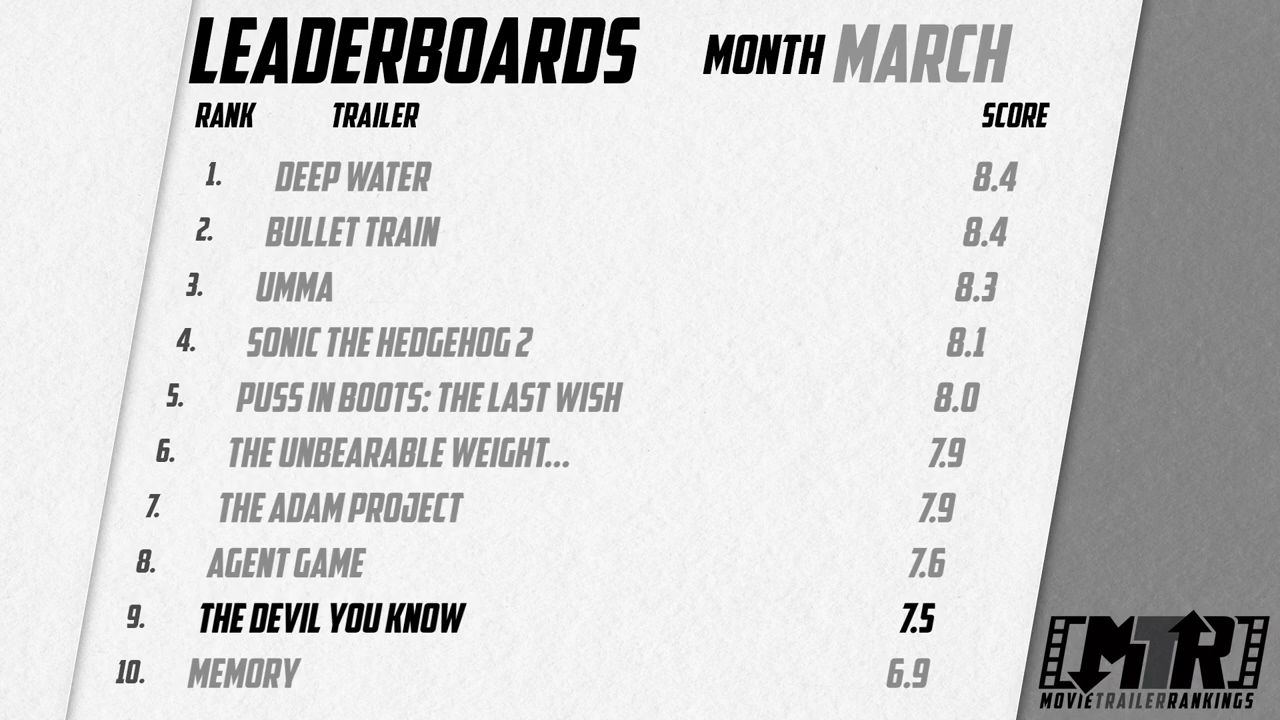 LEADERBOARDS MONTH MARCH
RANK TRAILER SCORE
1. DEEP WATER 8.4
2. BULLET TRAIN 8.4
3. UMMA 8.3
4. SONIC THE HEDGEHOG 2 8.1
5. PUSS IN BOOTS: THE LAST WISH 8.0
6. THE UNBEARABLE WEIGHT... 7.9
7. THE ADAM PROJECT 7.9
8. AGENT GAME 7.6
9. THE DEVIL YOU KNOW 7.5
10. MEMORY 6.9
MTR
MOVIETRAILERRANKINGS